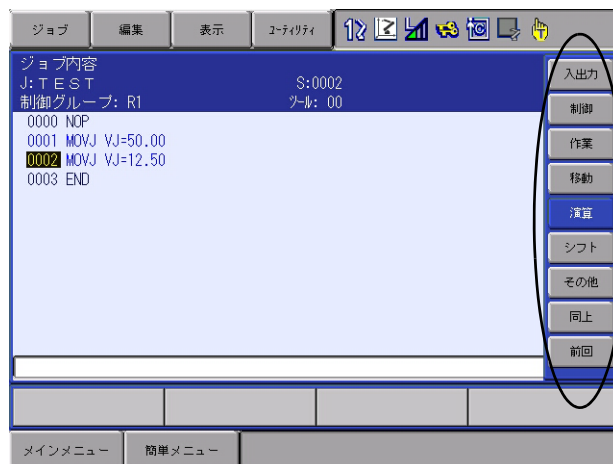 ジョブ 編集 表示 ユーティリティ
ジョブ内容
J:TEST S:0002
制御グループ: R1 ツール: 00
0000 NOP
0001 MOVJ VJ=50.00
0002 MOVJ VJ=12.50
0003 END
入出力
制御
作業
移動
演算
シフト
その他
同上
前回
メインメニュー 簡単メニュー